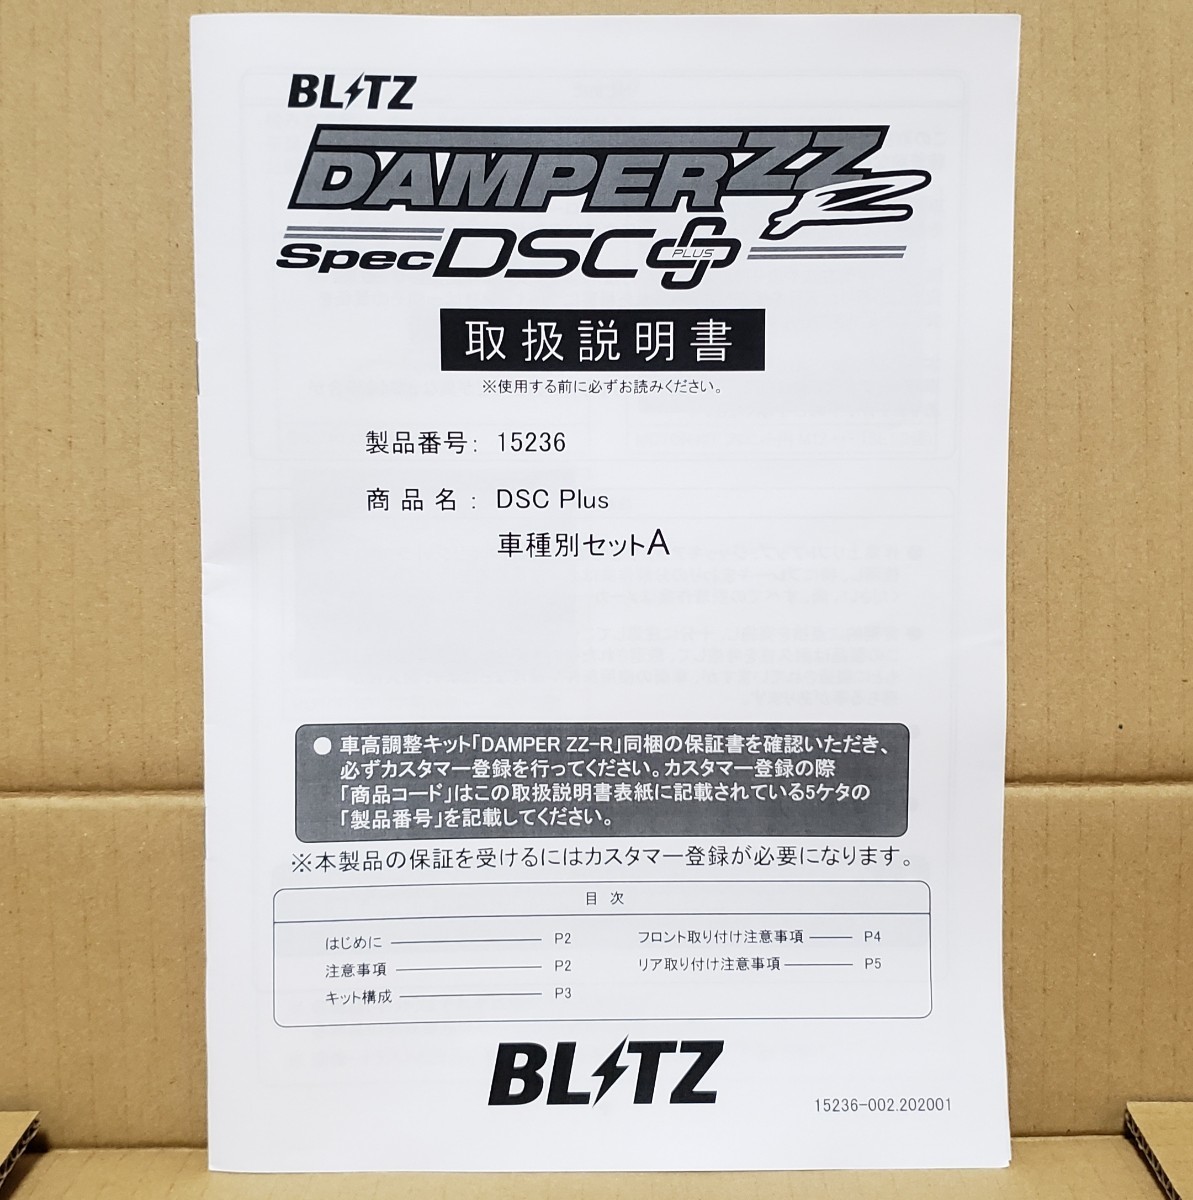 BLITZ
DAMPER ZZ-R
Spec DSC PLUS
取扱説明書
※使用する前に必ずお読みください。
製品番号: 15236
商品名: DSC Plus
車種別セットA
● 車高調整キット「DAMPER ZZ-R」同梱の保証書を確認いただき、
必ずカスタマー登録を行ってください。カスタマー登録の際
「商品コード」はこの取扱説明書表紙に記載されている5ケタの
「製品番号」を記載してください。
※本製品の保証を受けるにはカスタマー登録が必要になります。
目 次
はじめに P2
注意事項 P2
キット構成 P3
フロント取り付け注意事項 P4
リア取り付け注意事項 P5
BLITZ
15236-002.202001